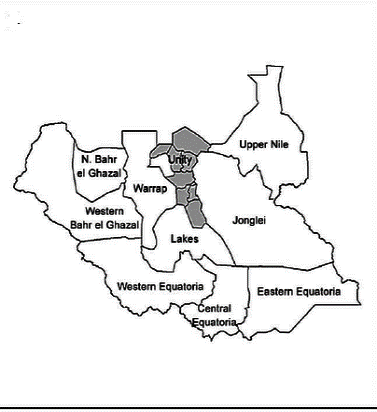 Upper Nile
N. Bahr
el Ghazal
Unity
Warrap
Western
Bahr el Ghazal
Jonglei
Lakes
Western Equatoria
Eastern Equatoria
Central
Equatoria